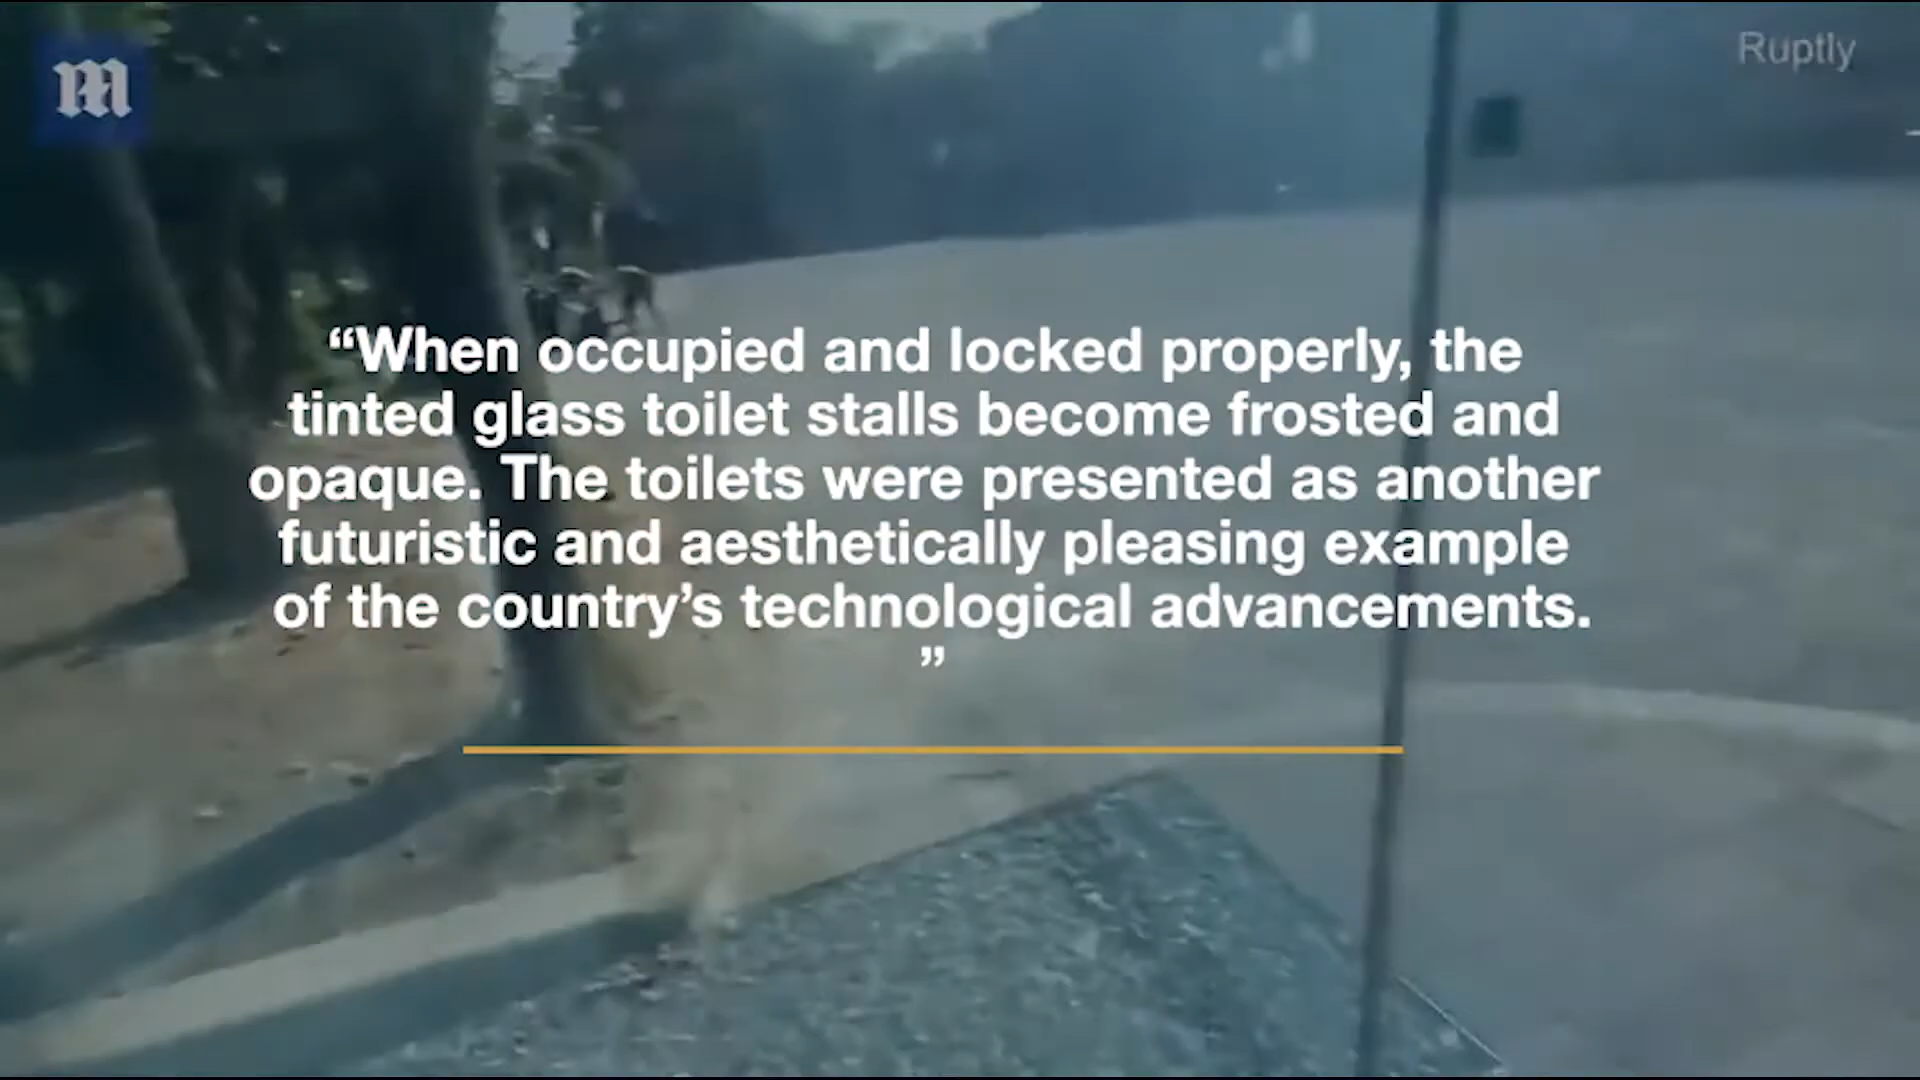 m
Ruptly
“When occupied and locked properly, the
tinted glass toilet stalls become frosted and
opaque. The toilets were presented as another
futuristic and aesthetically pleasing example
of the country’s technological advancements.
”